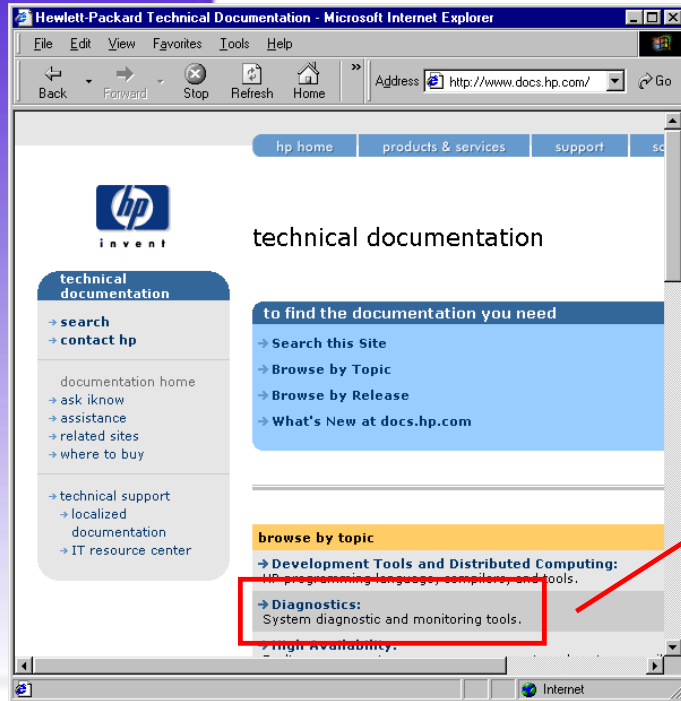 Hewlett-Packard Technical Documentation - Microsoft Internet Explorer
File Edit View Favorites Tools Help
Back Forward Stop Refresh Home » Address http://www.docs.hp.com/ Go
hp home products & services support sc
hp
invent
technical documentation
technical
documentation
search
contact hp
documentation home
ask iknow
assistance
related sites
where to buy
technical support
localized
documentation
IT resource center
to find the documentation you need
Search this Site
Browse by Topic
Browse by Release
What's New at docs.hp.com
browse by topic
Development Tools and Distributed Computing:
HP programming language, compilers, and tools.
Diagnostics:
System diagnostic and monitoring tools.
High Availability:
Internet